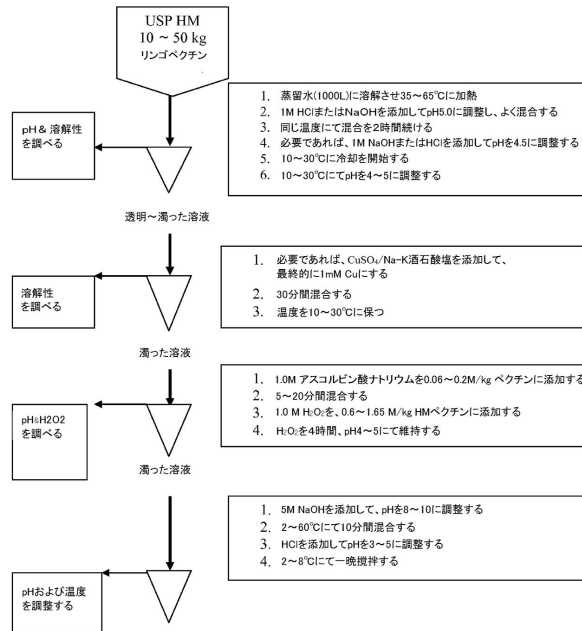 USP HM
10 ～ 50 kg
リンゴペクチン
1. 蒸留水(1000L)に溶解させ35～65℃に加熱
2. 1M HClまたはNaOHを添加してpH5.0に調整し、よく混合する
3. 同じ温度にて混合を2時間続ける
4. 必要であれば、1M NaOHまたはHClを添加してpHを4.5に調整する
5. 10～30℃に冷却を開始する
6. 10～30℃にてpHを4～5に調整する
pH& 溶解性
を調べる
透明～濁った溶液
1. 必要であれば、CuSO₄/Na-K酒石酸塩を添加して、
最終的に1mM Cuにする
2. 30分間混合する
3. 温度を10～30℃に保つ
溶解性
を調べる
濁った溶液
1. 1.0M アスコルビン酸ナトリウムを0.06～0.2M/kg ペクチンに添加する
2. 5～20分間混合する
3. 1.0 M H₂O₂を、0.6～1.65 M/kg HMペクチンに添加する
4. H₂O₂を4時間、pH4～5にて維持する
pH&H2O2
を調べる
濁った溶液
1. 5M NaOHを添加して、pHを8～10に調整する
2. 2～60℃にて10分間混合する
3. HClを添加してpHを3～5に調整する
4. 2～8℃にて一晩撹拌する
pHおよび温度
を調整する